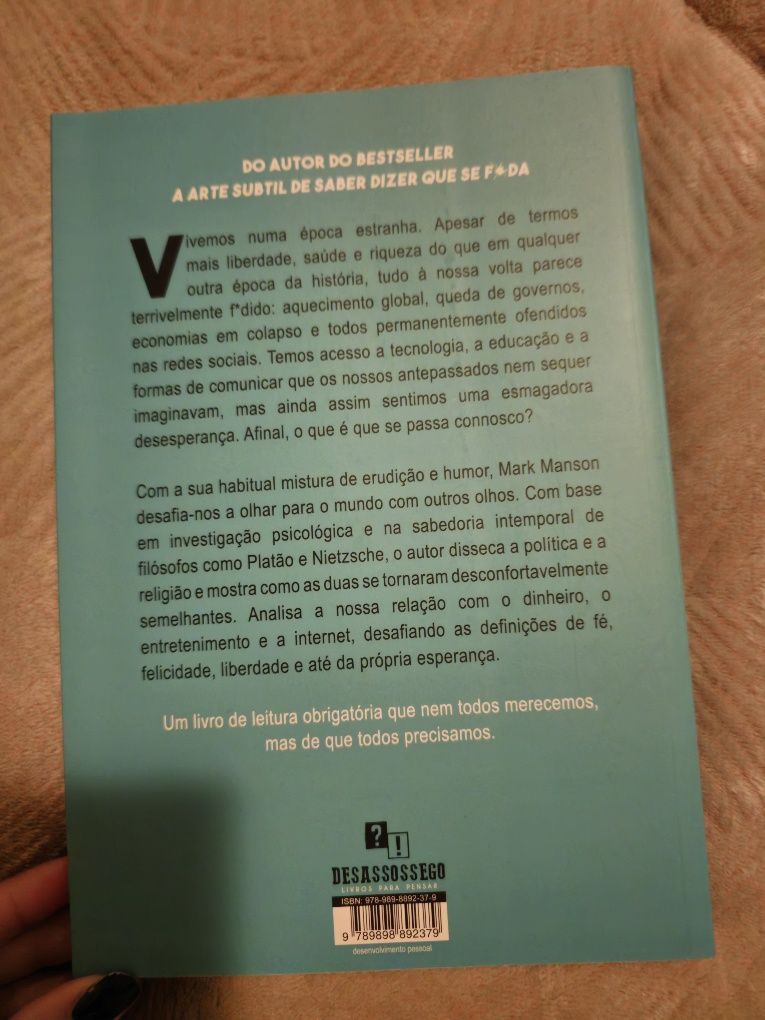 DO AUTOR DO BESTSELLER
A ARTE SUBTIL DE SABER DIZER QUE SE F*DA
Vivemos numa época estranha. Apesar de termos
mais liberdade, saúde e riqueza do que em qualquer
outra época da história, tudo à nossa volta parece
terrivelmente f*dido: aquecimento global, queda de governos,
economias em colapso e todos permanentemente ofendidos
nas redes sociais. Temos acesso a tecnologia, a educação e a
formas de comunicar que os nossos antepassados nem sequer
imaginavam, mas ainda assim sentimos uma esmagadora
desesperança. Afinal, o que é que se passa connosco?
Com a sua habitual mistura de erudição e humor, Mark Manson
desafia-nos a olhar para o mundo com outros olhos. Com base
em investigação psicológica e na sabedoria intemporal de
filósofos como Platão e Nietzsche, o autor disseca a política e a
religião e mostra como as duas se tornaram desconfortavelmente
semelhantes. Analisa a nossa relação com o dinheiro, o
entretenimento e a internet, desafiando as definições de fé,
felicidade, liberdade e até da própria esperança.
Um livro de leitura obrigatória que nem todos merecemos,
mas de que todos precisamos.
?!
DESASSOSSEGO
LIVROS PARA PENSAR
ISBN: 978-989-8892-37-9
9 789898 892379
desenvolvimento pessoal